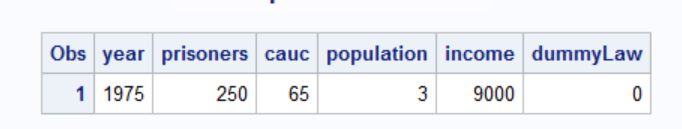 Obs year prisoners cauc population income dummyLaw
1 1975 250 65 3 9000 0